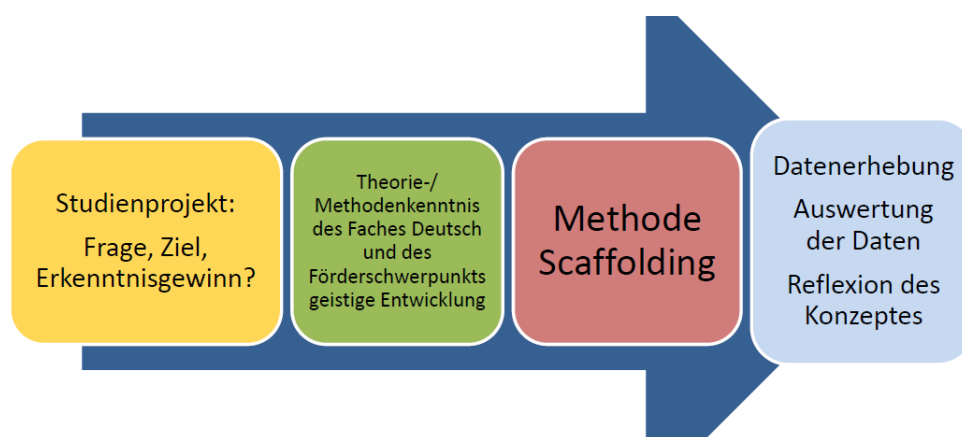 Studienprojekt:
Frage, Ziel,
Erkenntnisgewinn?
Theorie-/
Methodenkenntnis
des Faches Deutsch
und des
Förderschwerpunkts
geistige Entwicklung
Methode
Scaffolding
Datenerhebung
Auswertung
der Daten
Reflexion des
Konzeptes